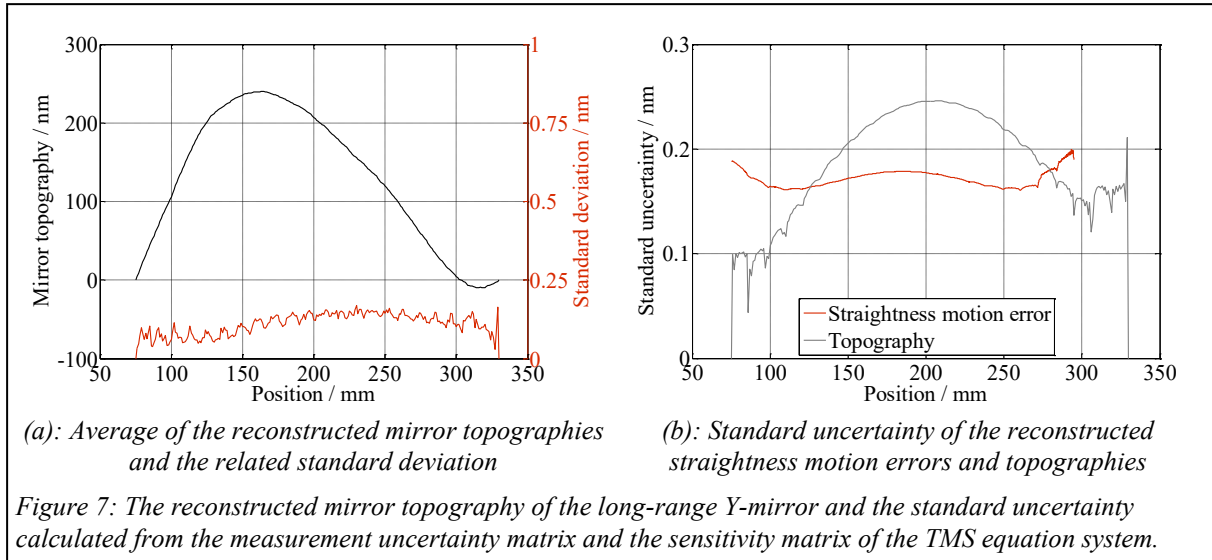 300
200
100
0
-100
Mirror topography / nm
1
0.75
0.5
0.25
0
Standard deviation / nm
50 100 150 200 250 300 350
Position / mm
0.3
0.2
0.1
0
Standard uncertainty / nm
Straightness motion error
Topography
50 100 150 200 250 300 350
Position / mm
(a): Average of the reconstructed mirror topographies
and the related standard deviation
(b): Standard uncertainty of the reconstructed
straightness motion errors and topographies
Figure 7: The reconstructed mirror topography of the long-range Y-mirror and the standard uncertainty
calculated from the measurement uncertainty matrix and the sensitivity matrix of the TMS equation system.